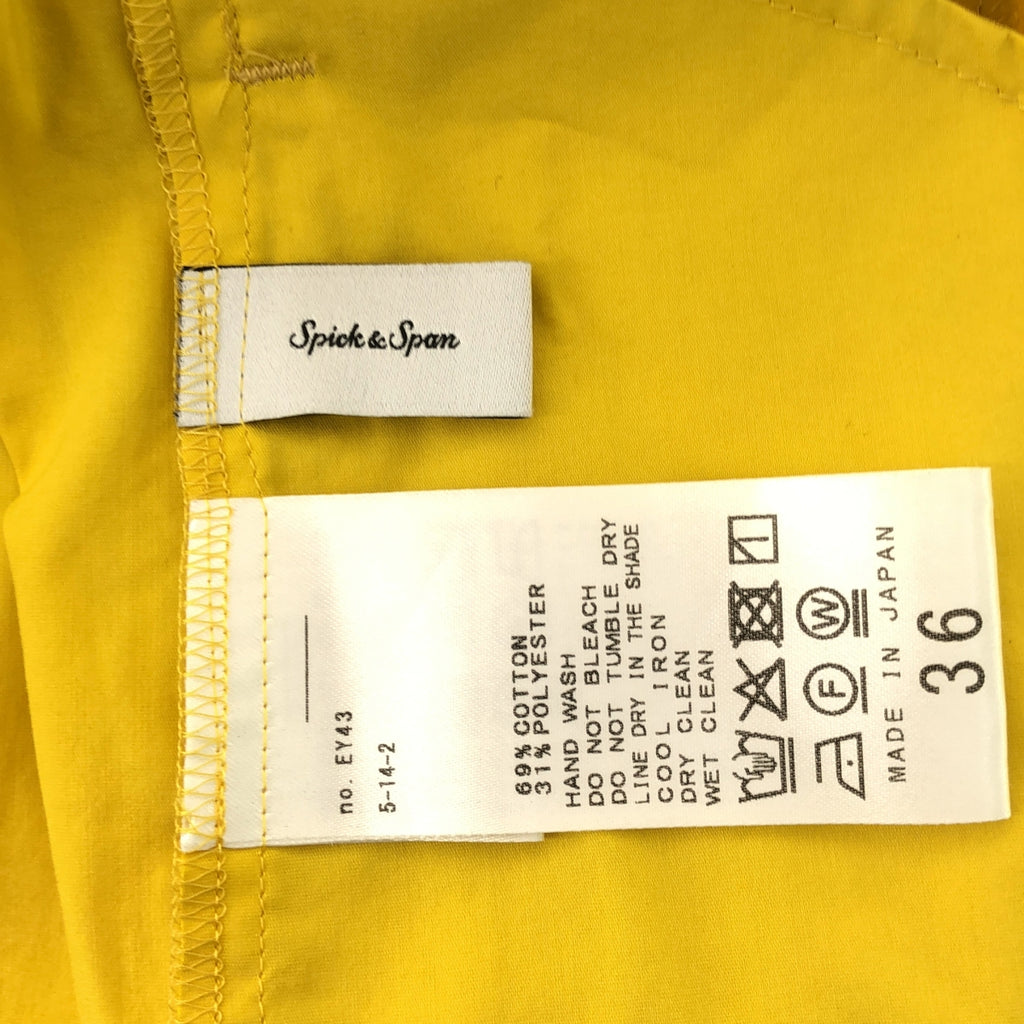 Spick & Span
no. EY43
5-14-2
69% COTTON
31% POLYESTER
HAND WASH
DO NOT BLEACH
DO NOT TUMBLE DRY
LINE DRY IN THE SHADE
COOL IRON
DRY CLEAN
WET CLEAN
F W
MADE IN JAPAN
36